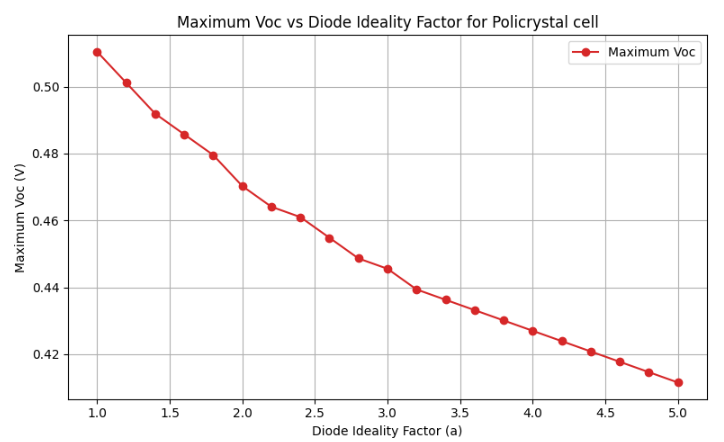 Maximum Voc vs Diode Ideality Factor for Policrystal cell
Maximum Voc
Maximum Voc (V)
0.50
0.48
0.46
0.44
0.42
1.0 1.5 2.0 2.5 3.0 3.5 4.0 4.5 5.0
Diode Ideality Factor (a)